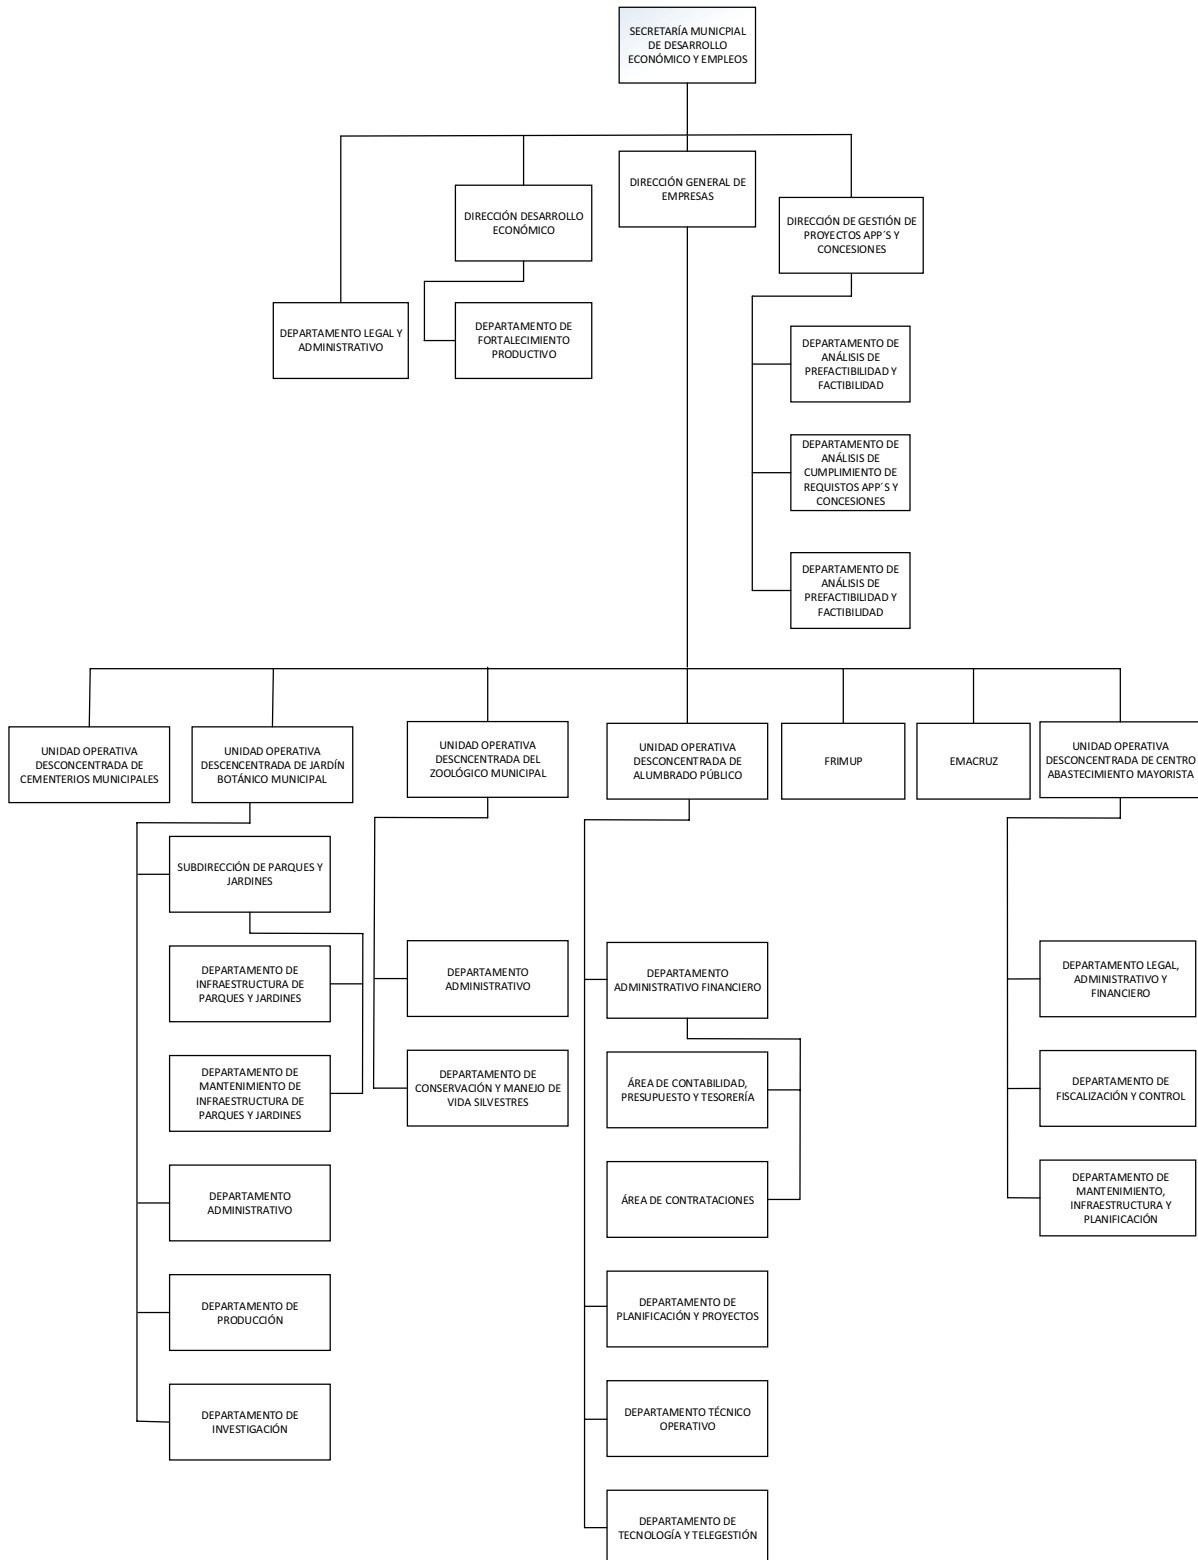 SECRETARÍA MUNICPIAL
DE DESARROLLO
ECONÓMICO Y EMPLEOS
DIRECCIÓN GENERAL DE
EMPRESAS
DIRECCIÓN DESARROLLO
ECONÓMICO
DIRECCIÓN DE GESTIÓN DE
PROYECTOS APP´S Y
CONCESIONES
DEPARTAMENTO LEGAL Y
ADMINISTRATIVO
DEPARTAMENTO DE
FORTALECIMIENTO
PRODUCTIVO
DEPARTAMENTO DE
ANÁLISIS DE
PREFACTIBILIDAD Y
FACTIBILIDAD
DEPARTAMENTO DE
ANÁLISIS DE
CUMPLIMIENTO DE
REQUISTOS APP´S Y
CONCESIONES
DEPARTAMENTO DE
ANÁLISIS DE
PREFACTIBILIDAD Y
FACTIBILIDAD
UNIDAD OPERATIVA
DESCONCENTRADA DE
CEMENTERIOS MUNICIPALES
UNIDAD OPERATIVA
DESCENCENTRADA DE JARDÍN
BOTÁNICO MUNICIPAL
UNIDAD OPERATIVA
DESCNCENTRADA DEL
ZOOLÓGICO MUNICIPAL
UNIDAD OPERATIVA
DESCONCENTRADA DE
ALUMBRADO PÚBLICO
FRIMUP
EMACRUZ
UNIDAD OPERATIVA
DESCONCENTRADA DE CENTRO
ABASTECIMIENTO MAYORISTA
SUBDIRECCIÓN DE PARQUES Y
JARDINES
DEPARTAMENTO DE
INFRAESTRUCTURA DE
PARQUES Y JARDINES
DEPARTAMENTO DE
MANTENIMIENTO DE
INFRAESTRUCTURA DE
PARQUES Y JARDINES
DEPARTAMENTO
ADMINISTRATIVO
DEPARTAMENTO DE
PRODUCCIÓN
DEPARTAMENTO DE
INVESTIGACIÓN
DEPARTAMENTO
ADMINISTRATIVO
DEPARTAMENTO DE
CONSERVACIÓN Y MANEJO DE
VIDA SILVESTRES
DEPARTAMENTO
ADMINISTRATIVO FINANCIERO
ÁREA DE CONTABILIDAD,
PRESUPUESTO Y TESORERÍA
ÁREA DE CONTRATACIONES
DEPARTAMENTO DE
PLANIFICACIÓN Y PROYECTOS
DEPARTAMENTO TÉCNICO
OPERATIVO
DEPARTAMENTO DE
TECNOLOGÍA Y TELEGESTIÓN
DEPARTAMENTO LEGAL,
ADMINISTRATIVO Y
FINANCIERO
DEPARTAMENTO DE
FISCALIZACIÓN Y CONTROL
DEPARTAMENTO DE
MANTENIMIENTO,
INFRAESTRUCTURA Y
PLANIFICACIÓN